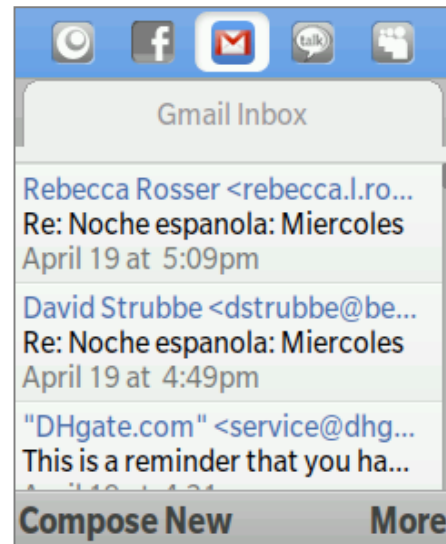 talk
Gmail Inbox
Rebecca Rosser <rebecca.l.ro...
Re: Noche espanola: Miercoles
April 19 at 5:09pm
David Strubbe <dstrubbe@be...
Re: Noche espanola: Miercoles
April 19 at 4:49pm
"DHgate.com" <service@dhg...
This is a reminder that you ha...
Compose New
More